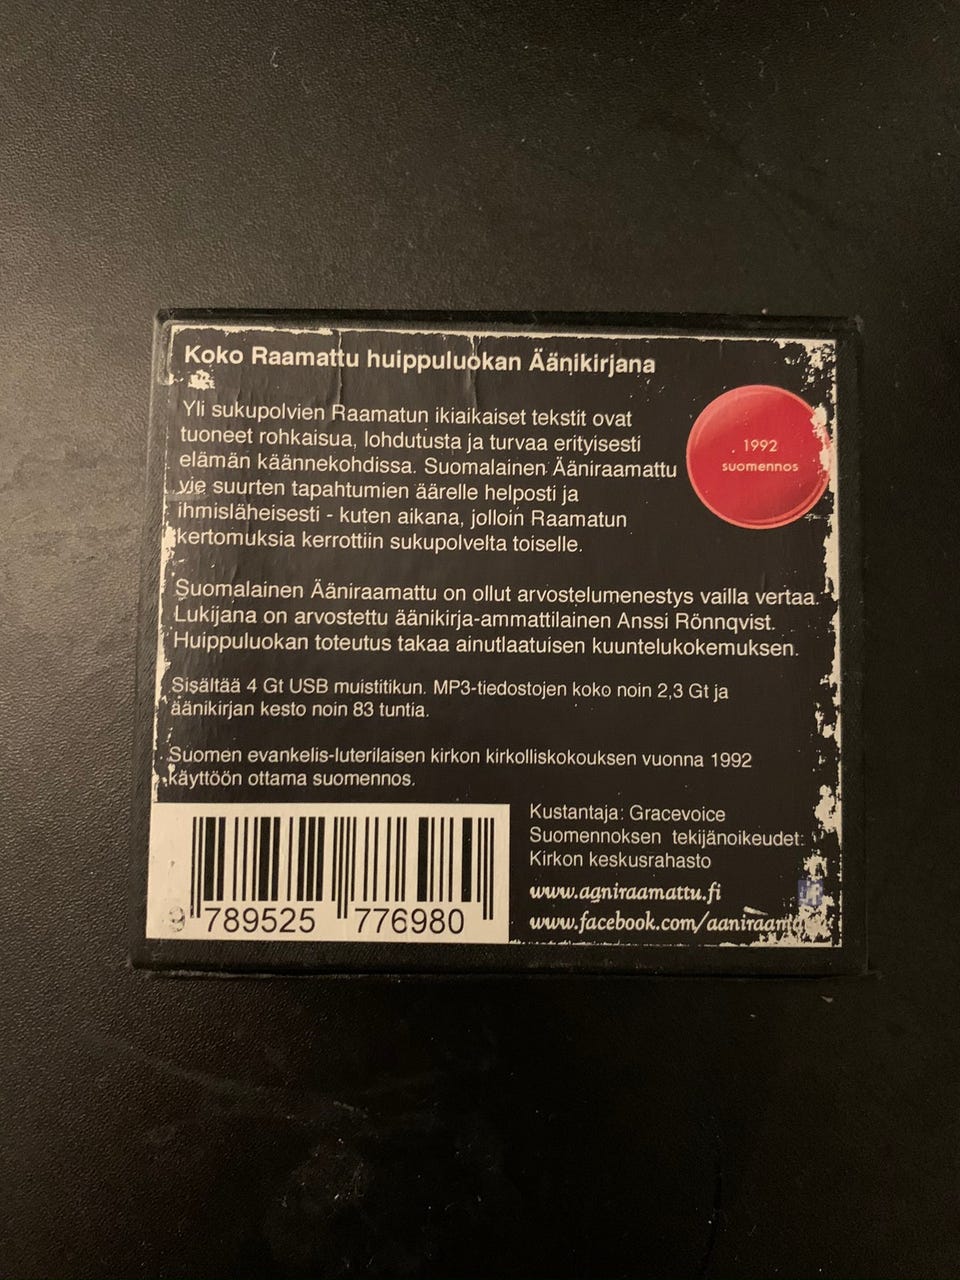 Koko Raamattu huippuluokan Äänikirjana
Yli sukupolvien Raamatun ikiaikaiset tekstit ovat
tuoneet rohkaisua, lohdutusta ja turvaa erityisesti
elämän käännekohdissa. Suomalainen Ääniraamattu
vie suurten tapahtumien äärelle helposti ja
ihmisläheisesti - kuten aikana, jolloin Raamatun
kertomuksia kerrottiin sukupolvelta toiselle.
1992
suomennos
Suomalainen Ääniraamattu on ollut arvostelumenestys vailla vertaa.
Lukijana on arvostettu äänikirja-ammattilainen Anssi Rönnqvist.
Huippuluokan toteutus takaa ainutlaatuisen kuuntelukokemuksen.
Sisältää 4 Gt USB muistitikun. MP3-tiedostojen koko noin 2,3 Gt ja
äänikirjan kesto noin 83 tuntia.
Suomen evankelis-luterilaisen kirkon kirkolliskokouksen vuonna 1992
käyttöön ottama suomennos.
9 789525 776980
Kustantaja: Gracevoice
Suomennoksen tekijänoikeudet:
Kirkon keskusrahasto
www.agniraamattu.fi